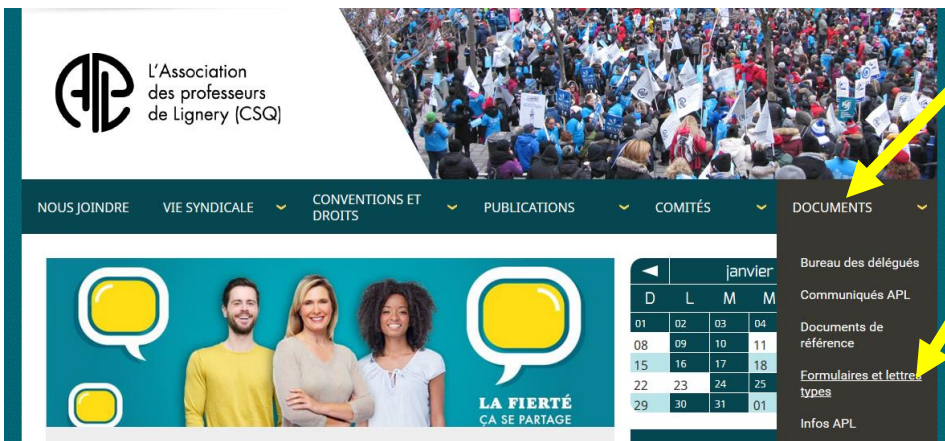 L'Association
des professeurs
de Lignery (CSQ)
NOUS JOINDRE VIE SYNDICALE CONVENTIONS ET DROITS PUBLICATIONS COMITÉS DOCUMENTS
Bureau des délégués
Communiqués APL
Documents de
référence
Formulaires et lettres
types
Infos APL
LA FIERTÉ
ÇA SE PARTAGE
janvier
D L M M
01 02 03 04
08 09 10 11
15 16 17 18
22 23 24 25
29 30 31 01